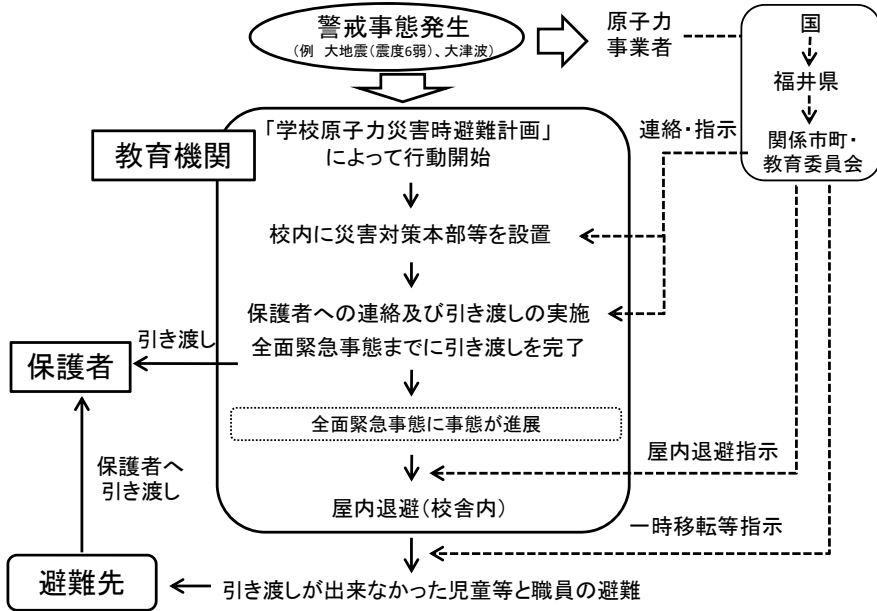 警戒事態発生
(例 大地震(震度6弱)、大津波)
原子力
事業者
国
福井県
関係市町・
教育委員会
連絡・指示
教育機関
「学校原子力災害時避難計画」
によって行動開始
校内に災害対策本部等を設置
保護者への連絡及び引き渡しの実施
全面緊急事態までに引き渡しを完了
引き渡し
保護者
全面緊急事態に事態が進展
屋内退避指示
保護者へ
引き渡し
屋内退避(校舎内)
一時移転等指示
避難先
引き渡しが出来なかった児童等と職員の避難